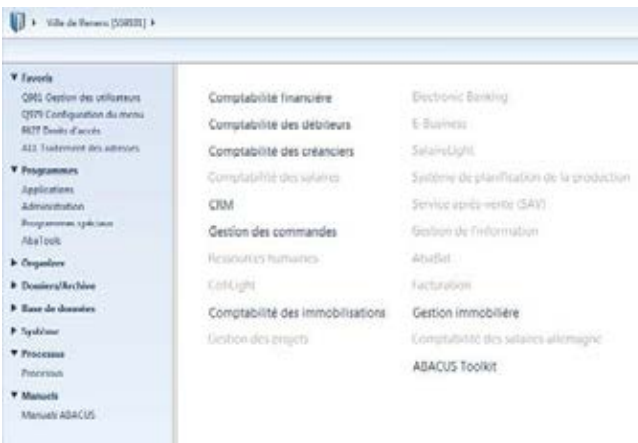 Ville de Renens
▼ Favoris
Q961 Gestion des utilisateurs
Q979 Configuration du menu
Droits d'accès
Traitement des adresses
▼ Programmes
Applications
Administration
Programmes spéciaux
AbaTools
▶ Organizer
▶ Dossiers/Archive
▶ Base de données
▶ Système
▼ Processus
Processus
▼ Manuels
Manuels ABACUS
Comptabilité financière
Comptabilité des débiteurs
Comptabilité des créanciers
Comptabilité des salaires
CRM
Gestion des commandes
Ressources humaines
CofiLight
Comptabilité des immobilisations
Gestion des projets
Electronic Banking
E-Business
SalaireLight
Système de planification de la production
Service après-vente (SAV)
Gestion de l'information
AbaBat
Facturation
Gestion immobilière
Comptabilité des salaires allemagne
ABACUS Toolkit